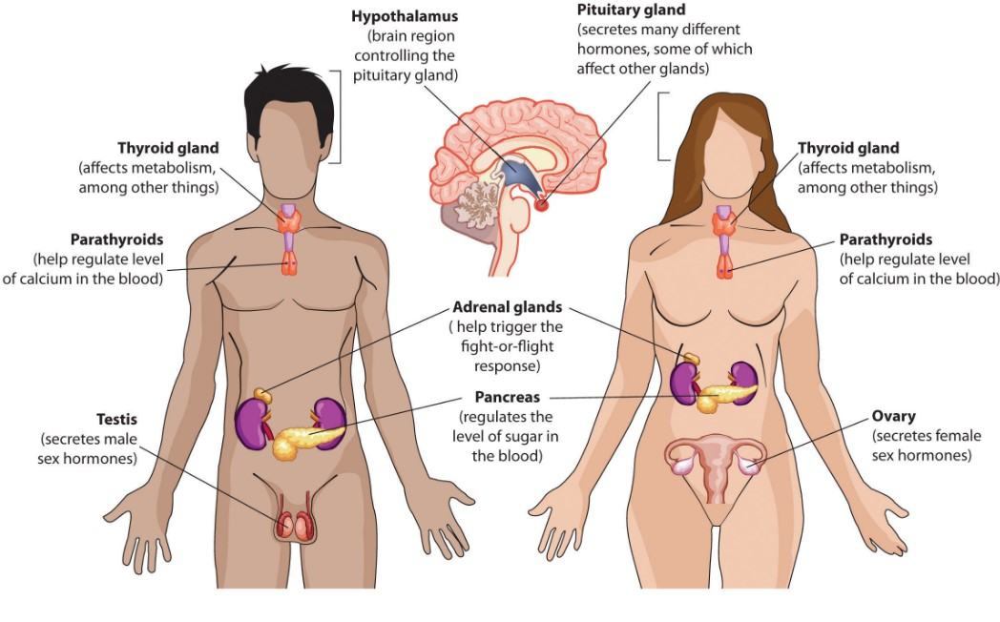 Hypothalamus
(brain region
controlling the
pituitary gland)
Pituitary gland
(secretes many different
hormones, some of which
affect other glands)
Thyroid gland
(affects metabolism,
among other things)
Parathyroids
(help regulate level
of calcium in the blood)
Thyroid gland
(affects metabolism,
among other things)
Parathyroids
(help regulate level
of calcium in the blood)
Adrenal glands
( help trigger the
fight-or-flight
response)
Pancreas
(regulates the
level of sugar in
the blood)
Testis
(secretes male
sex hormones)
Ovary
(secretes female
sex hormones)